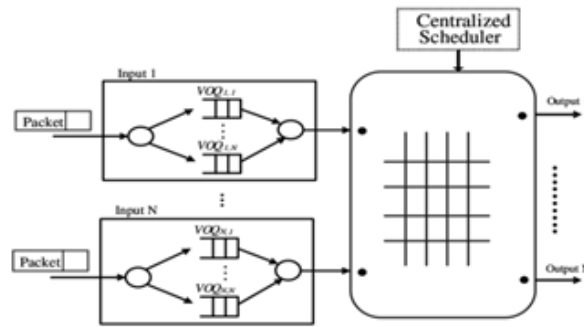 Centralized
Scheduler
Input 1
VOQ1,1
Packet
VOQ1,N
Output
Input N
VOQN,1
Packet
VOQN,N
Output N